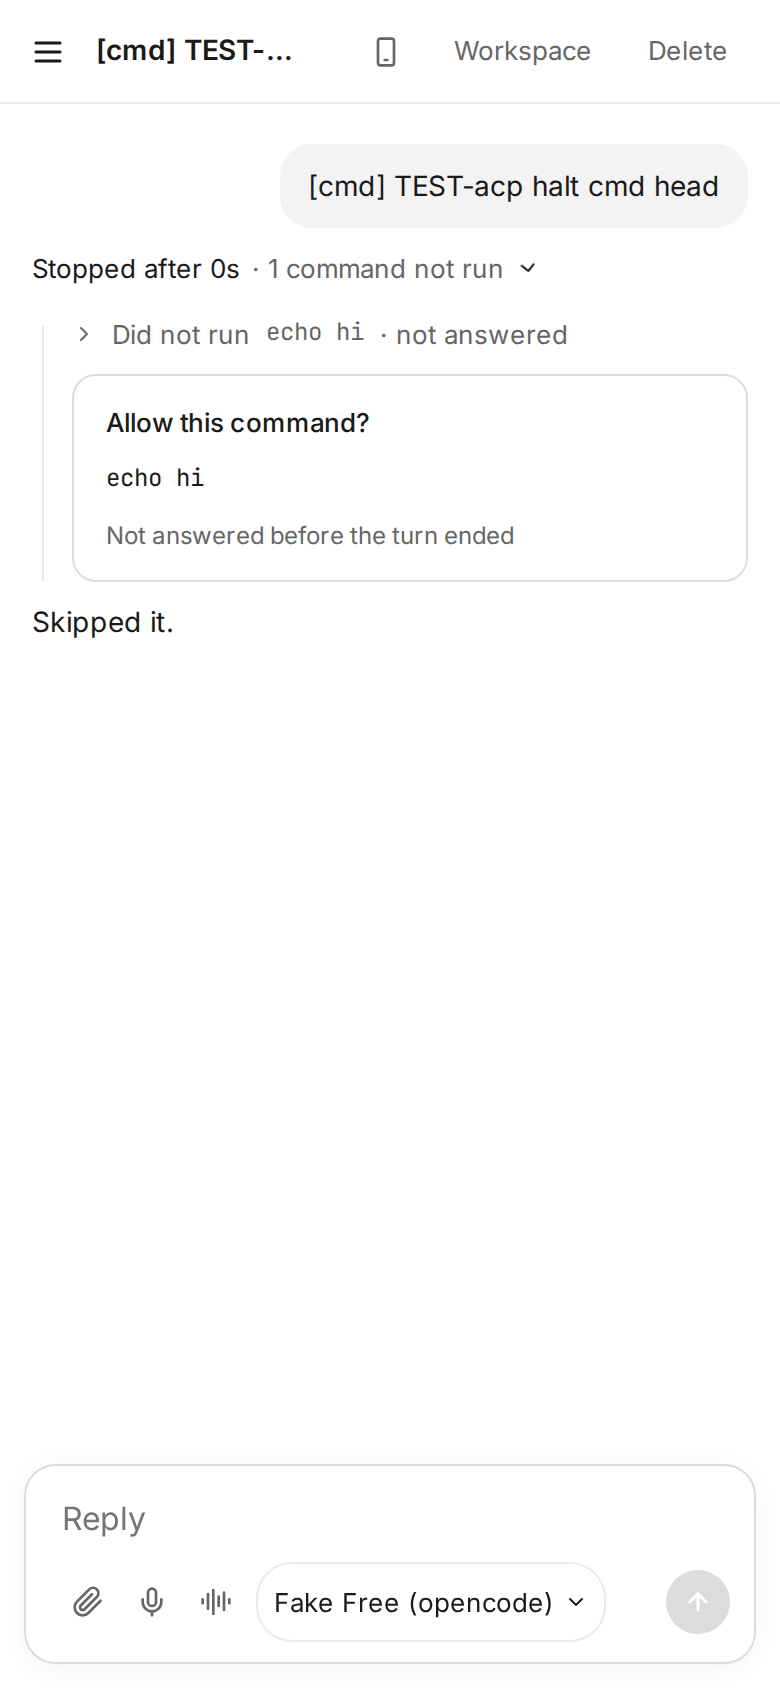 [cmd] TEST-...
Workspace
Delete
[cmd] TEST-acp halt cmd head
Stopped after 0s · 1 command not run
Did not run echo hi · not answered
Allow this command?
echo hi
Not answered before the turn ended
Skipped it.
Reply
Fake Free (opencode)